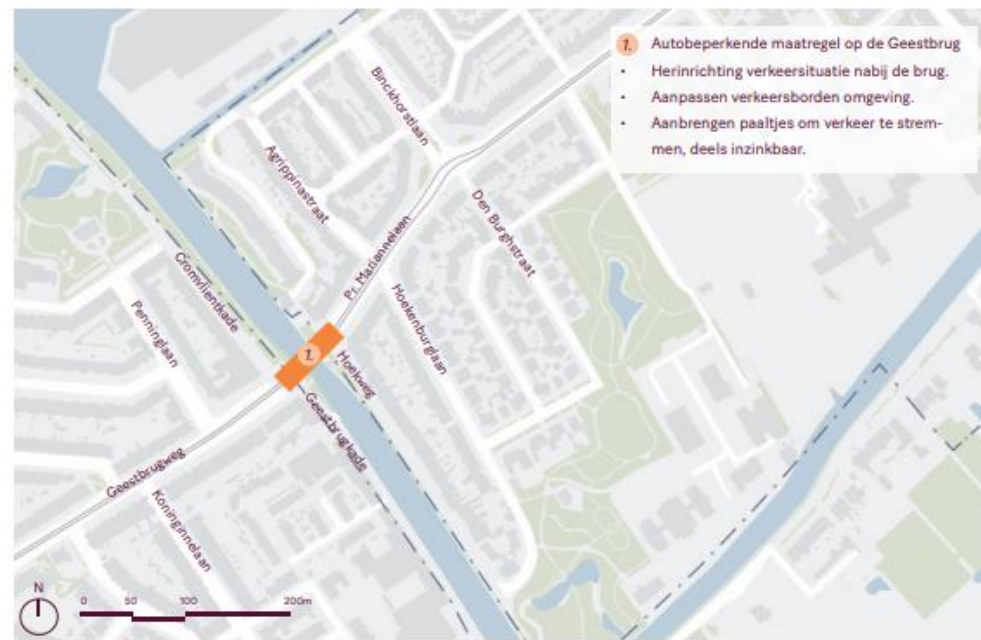 1. Autobeperkende maatregel op de Geestbrug
• Herinrichting verkeersituatie nabij de brug.
• Aanpassen verkeersborden omgeving.
• Aanbrengen paaltjes om verkeer te strem-
men, deels inzinkbaar.
Binckhorstlaan
Agrippinastraat
Den Burghstraat
Pr. Mariannelaan
Cromvlietkade
Penninglaan
Hoekenburglaan
1.
Hoekweg
Geestbrugkade
Geestbrugweg
Koninginnelaan
N
0 50 100 200m